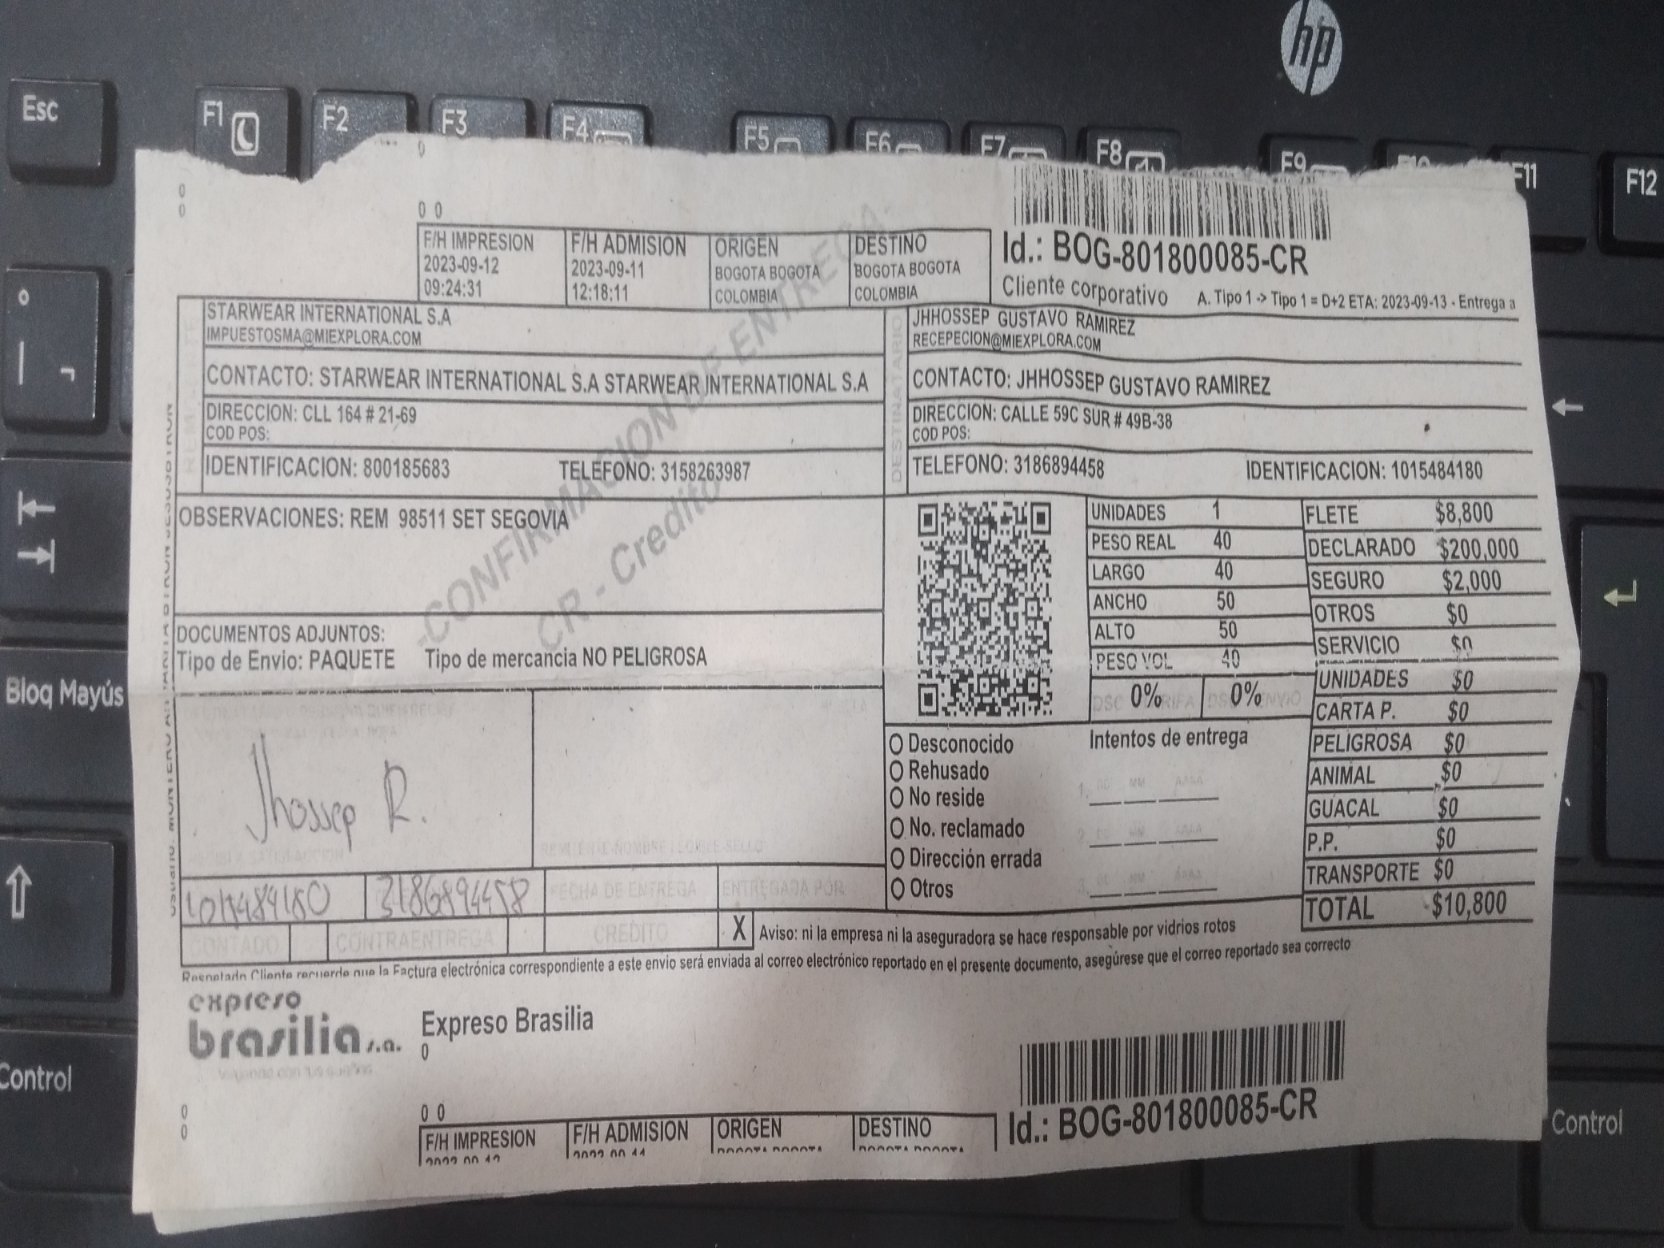 hp
Esc
F1
F2
F3
F4
F5
F6
F7
F8
F9
F10
F11
F12
Bloq Mayús
Control
Control
0
0
0
0 0
F/H IMPRESION
2023-09-12
09:24:31
F/H ADMISION
2023-09-11
12:18:11
ORIGEN
BOGOTA BOGOTA
COLOMBIA
DESTINO
BOGOTA BOGOTA
COLOMBIA
Id.: BOG-801800085-CR
Cliente corporativo
A. Tipo 1 -> Tipo 1 = D+2 ETA: 2023-09-13 - Entrega a
STARWEAR INTERNATIONAL S.A
IMPUESTOSMA@MIEXPLORA.COM
CONTACTO: STARWEAR INTERNATIONAL S.A STARWEAR INTERNATIONAL S.A
DIRECCION: CLL 164 # 21-69
COD POS:
IDENTIFICACION: 800185683
TELEFONO: 3158263987
DESTINATARIO
JHHOSSEP GUSTAVO RAMIREZ
RECEPECION@MIEXPLORA.COM
CONTACTO: JHHOSSEP GUSTAVO RAMIREZ
DIRECCION: CALLE 59C SUR # 49B-38
COD POS:
TELEFONO: 3186894458
IDENTIFICACION: 1015484180
-CONFIRMACION DE ENTREGA-
CR - Credito
OBSERVACIONES: REM 98511 SET SEGOVIA
DOCUMENTOS ADJUNTOS:
Tipo de Envio: PAQUETE Tipo de mercancia NO PELIGROSA
UNIDADES 1
PESO REAL 40
LARGO 40
ANCHO 50
ALTO 50
PESO VOL 40
0% 0%
FLETE $8,800
DECLARADO $200,000
SEGURO $2,000
OTROS $0
SERVICIO $0
UNIDADES $0
CARTA P. $0
PELIGROSA $0
ANIMAL $0
GUACAL $0
P.P. $0
TRANSPORTE $0
TOTAL $10,800
Desconocido
Rehusado
No reside
No. reclamado
Dirección errada
Otros
Intentos de entrega
Jhossep R.
1015484180
3186894458
FECHA DE ENTREGA
ENTREGADA POR
CONTADO
CONTRAENTREGA
CREDITO
X
Aviso: ni la empresa ni la aseguradora se hace responsable por vidrios rotos
Respetado Cliente recuerde que la Factura electrónica correspondiente a este envio será enviada al correo electrónico reportado en el presente documento, asegúrese que el correo reportado sea correcto
expreso
brasilia s.a.
Expreso Brasilia
0
0
0
0 0
F/H IMPRESION
F/H ADMISION
ORIGEN
DESTINO
Id.: BOG-801800085-CR